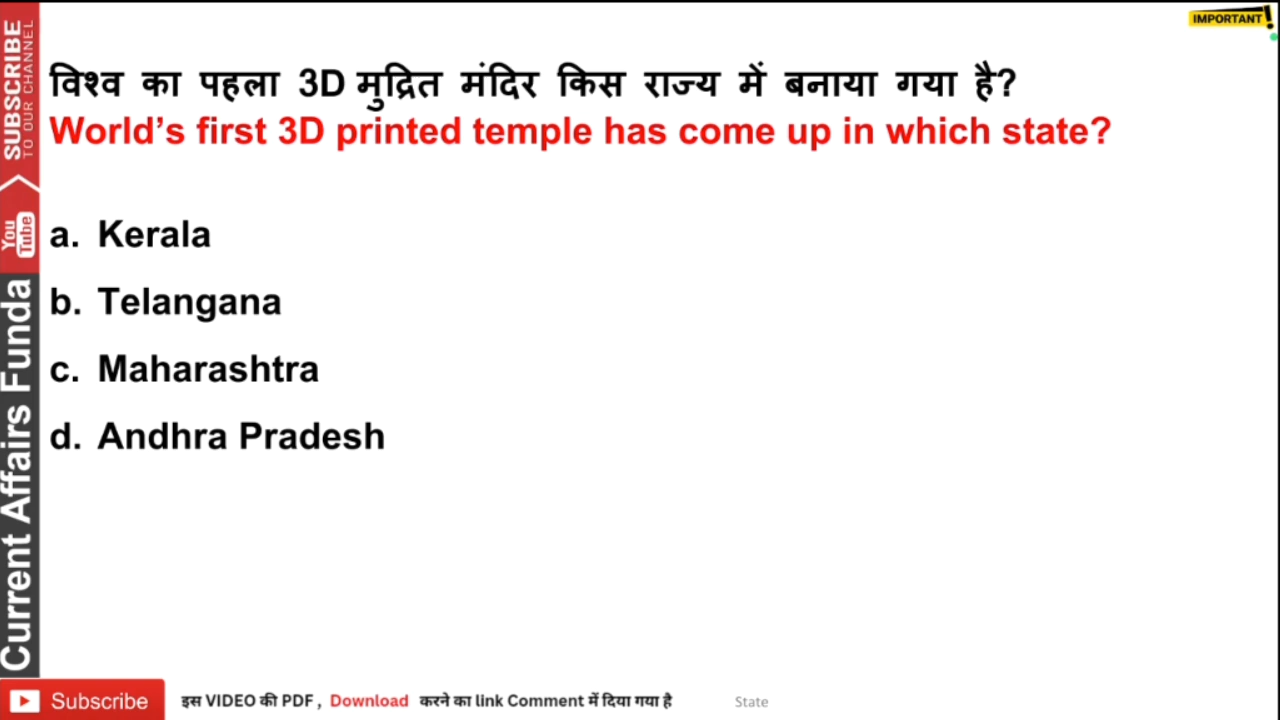 IMPORTANT!
विश्व का पहला 3D मुद्रित मंदिर किस राज्य में बनाया गया है?
World’s first 3D printed temple has come up in which state?
a. Kerala
b. Telangana
c. Maharashtra
d. Andhra Pradesh
SUBSCRIBE
TO OUR CHANNEL
You
Tube
Current Affairs Funda
Subscribe
इस VIDEO की PDF , Download करने का link Comment में दिया गया है
State